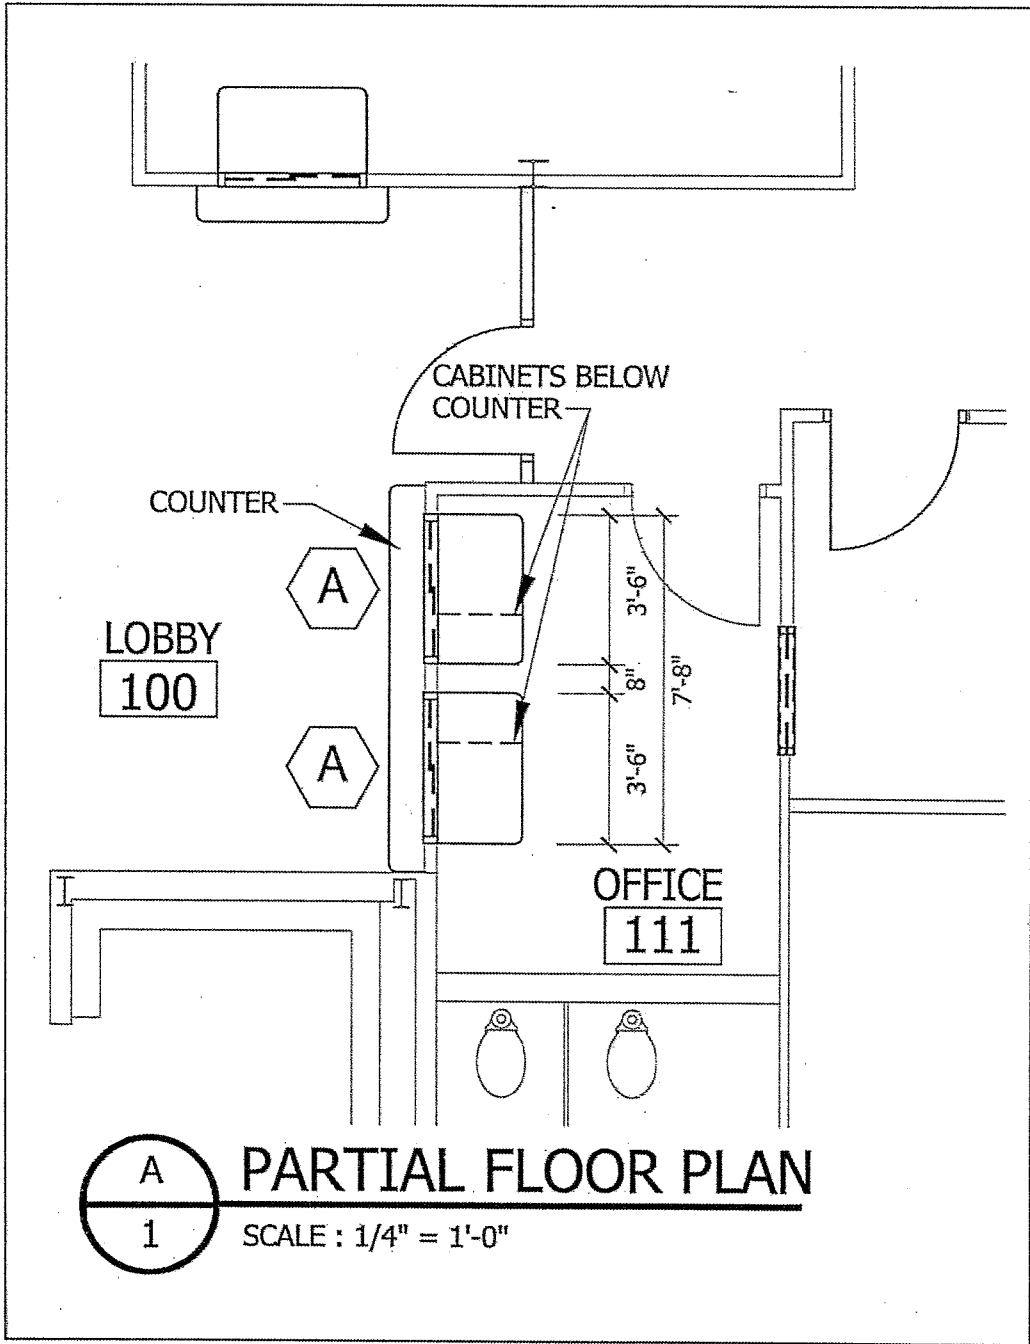 CABINETS BELOW
COUNTER
COUNTER
A
LOBBY
100
A
3'-6"
8"
7'-8"
3'-6"
OFFICE
111
A
1
PARTIAL FLOOR PLAN
SCALE : 1/4" = 1'-0"